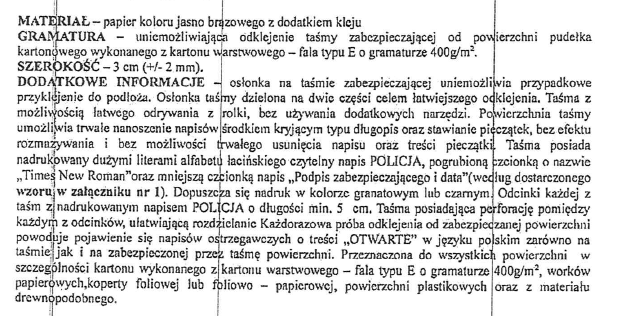 MATERIAŁ – papier koloru jasno brązowego z dodatkiem kleju
GRAMATURA – uniemożliwiająca odklejenie taśmy zabezpieczającej od powierzchni pudełka
kartonowego wykonanego z kartonu warstwowego – fala typu E o gramaturze 400g/m².
SZEROKOŚĆ – 3 cm (+/- 2 mm).
DODATKOWE INFORMACJE – osłonka na taśmie zabezpieczającej uniemożliwia przypadkowe
przyklejenie do podłoża. Osłonka taśmy dzielona na dwie części celem łatwiejszego odklejenia. Taśma z
możliwością łatwego odrywania z rolki, bez używania dodatkowych narzędzi. Powierzchnia taśmy
umożliwia trwałe nanoszenie napisów środkiem kryjącym typu długopis oraz stawianie pieczątek, bez efektu
rozmazywania i bez możliwości trwałego usunięcia napisu oraz treści pieczątki. Taśma posiada
nadrukowany dużymi literami alfabetu łacińskiego czytelny napis POLICJA, pogrubioną czcionką o nazwie
„Times New Roman"oraz mniejszą czcionką napis „Podpis zabezpieczającego i data"(według dostarczonego
wzoru w załączniku nr 1). Dopuszcza się nadruk w kolorze granatowym lub czarnym. Odcinki każdej z
taśm z nadrukowanym napisem POLICJA o długości min. 5 cm. Taśma posiadająca perforację pomiędzy
każdym z odcinków, ułatwiającą rozdzielanie Każdorazowa próba odklejenia od zabezpieczanej powierzchni
powoduje pojawienie się napisów ostrzegawczych o treści „OTWARTE" w języku polskim zarówno na
taśmie jak i na zabezpieczonej przez taśmę powierzchni. Przeznaczona do wszystkich powierzchni w
szczególności kartonu wykonanego z kartonu warstwowego – fala typu E o gramaturze 400g/m², worków
papierowych,koperty foliowej lub foliowo – papierowej, powierzchni plastikowych oraz z materiału
drewnopodobnego.